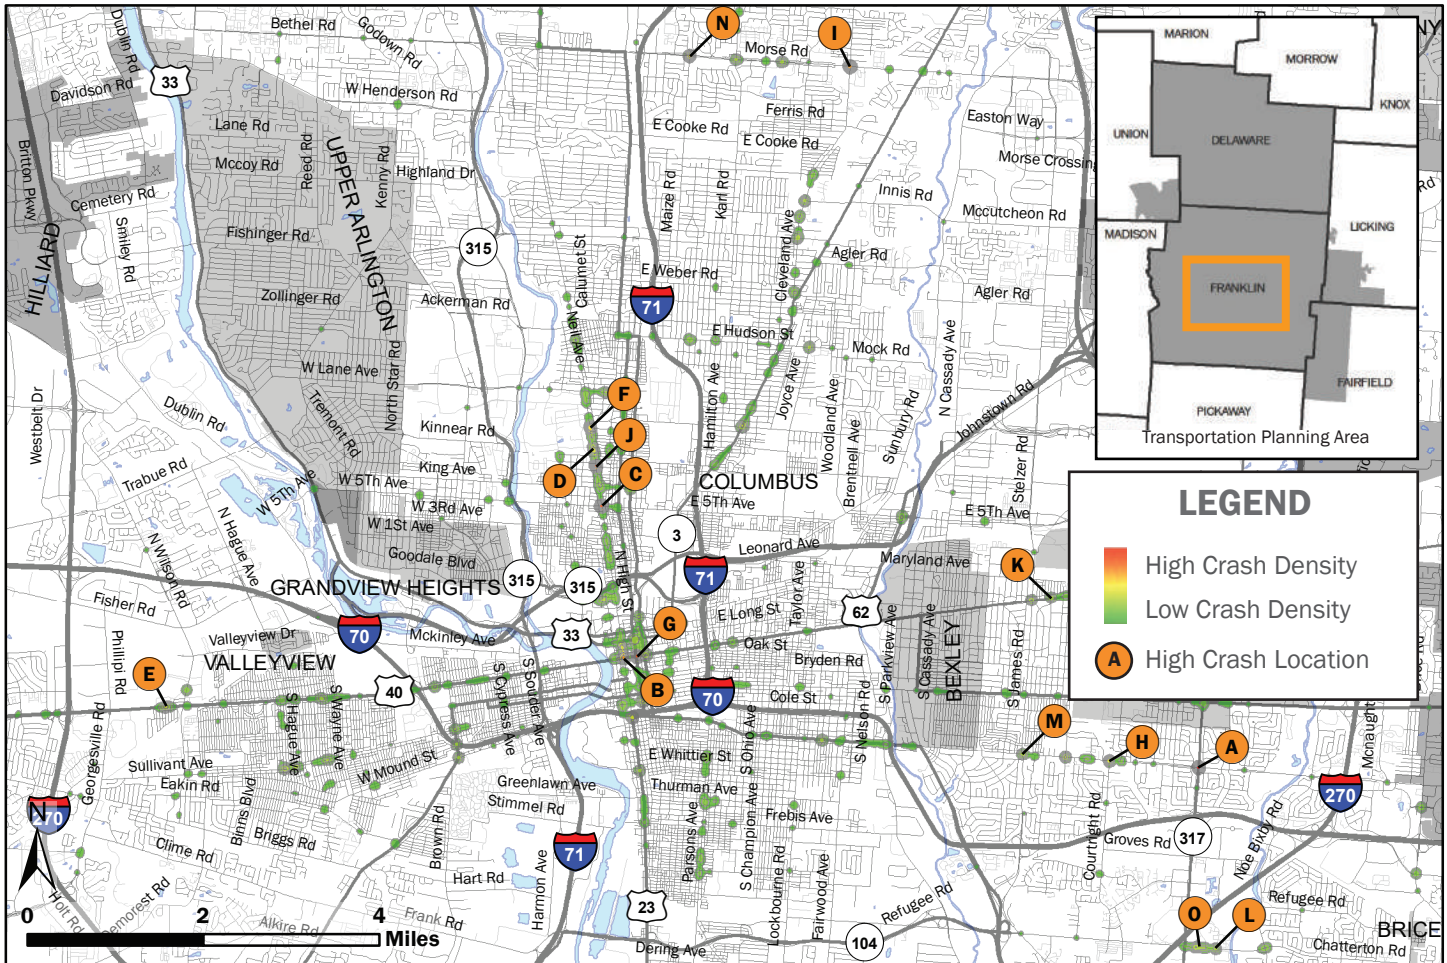 Dublin Rd
Bethel Rd
Godown Rd
N
I
Morse Rd
33
Davidson Rd
W Henderson Rd
Ferris Rd
Easton Way
Lane Rd
E Cooke Rd
E Cooke Rd
Mccoy Rd
Reed Rd
Kenny Rd
UPPER ARLINGTON
Highland Dr
Morse Crossing
Britton Pkwy
Cemetery Rd
Smiley Rd
Maize Rd
Karl Rd
Innis Rd
Mccutcheon Rd
Fishinger Rd
315
Calumet St
Cleveland Ave
Agler Rd
HILLIARD
E Weber Rd
Zollinger Rd
Ackerman Rd
71
Agler Rd
Neil Ave
E Hudson St
Mock Rd
N Cassady Ave
W Lane Ave
North Star Rd
Hamilton Ave
Joyce Ave
Woodland Ave
Brentnell Ave
Sunbury Rd
Johnstown Rd
Westbelt Dr
Dublin Rd
Tremont Rd
Kinnear Rd
F
J
D
C
Trabue Rd
W 5Th Ave
King Ave
W 5Th Ave
W 3Rd Ave
W 1St Ave
COLUMBUS
E 5Th Ave
Stelzer Rd
E 5Th Ave
N Wilson Rd
N Hague Ave
Goodale Blvd
3
Leonard Ave
Maryland Ave
K
GRANDVIEW HEIGHTS
315
315
N High St
71
Fisher Rd
70
Mckinley Ave
33
G
E Long St
Taylor Ave
62
Phillipi Rd
Valleyview Dr
VALLEYVIEW
Oak St
Bryden Rd
S Parkview Ave
S Cassady Ave
BEXLEY
S James Rd
E
40
S Hague Ave
S Wayne Ave
S Cypress Ave
S Souder Ave
B
70
Cole St
S Nelson Rd
M
H
A
Georgesville Rd
Sullivant Ave
Eakin Rd
W Mound St
E Whittier St
S Ohio Ave
Mcnaught
270
Binns Blvd
Greenlawn Ave
Stimmel Rd
Thurman Ave
Frebis Ave
Courtright Rd
Groves Rd
317
Noe Bixby Rd
270
N
Clime Rd
Briggs Rd
Brown Rd
71
Parsons Ave
S Champion Ave
Lockbourne Rd
Fairwood Ave
Hart Rd
Harmon Ave
Refugee Rd
Refugee Rd
Holt Rd
Demorest Rd
Alkire Rd
Frank Rd
23
Dering Ave
104
O
L
BRICE
Chatterton Rd
0
2
4
Miles
MARION
MORROW
KNOX
UNION
DELAWARE
LICKING
MADISON
FRANKLIN
FAIRFIELD
PICKAWAY
Transportation Planning Area
LEGEND
High Crash Density
Low Crash Density
A
High Crash Location